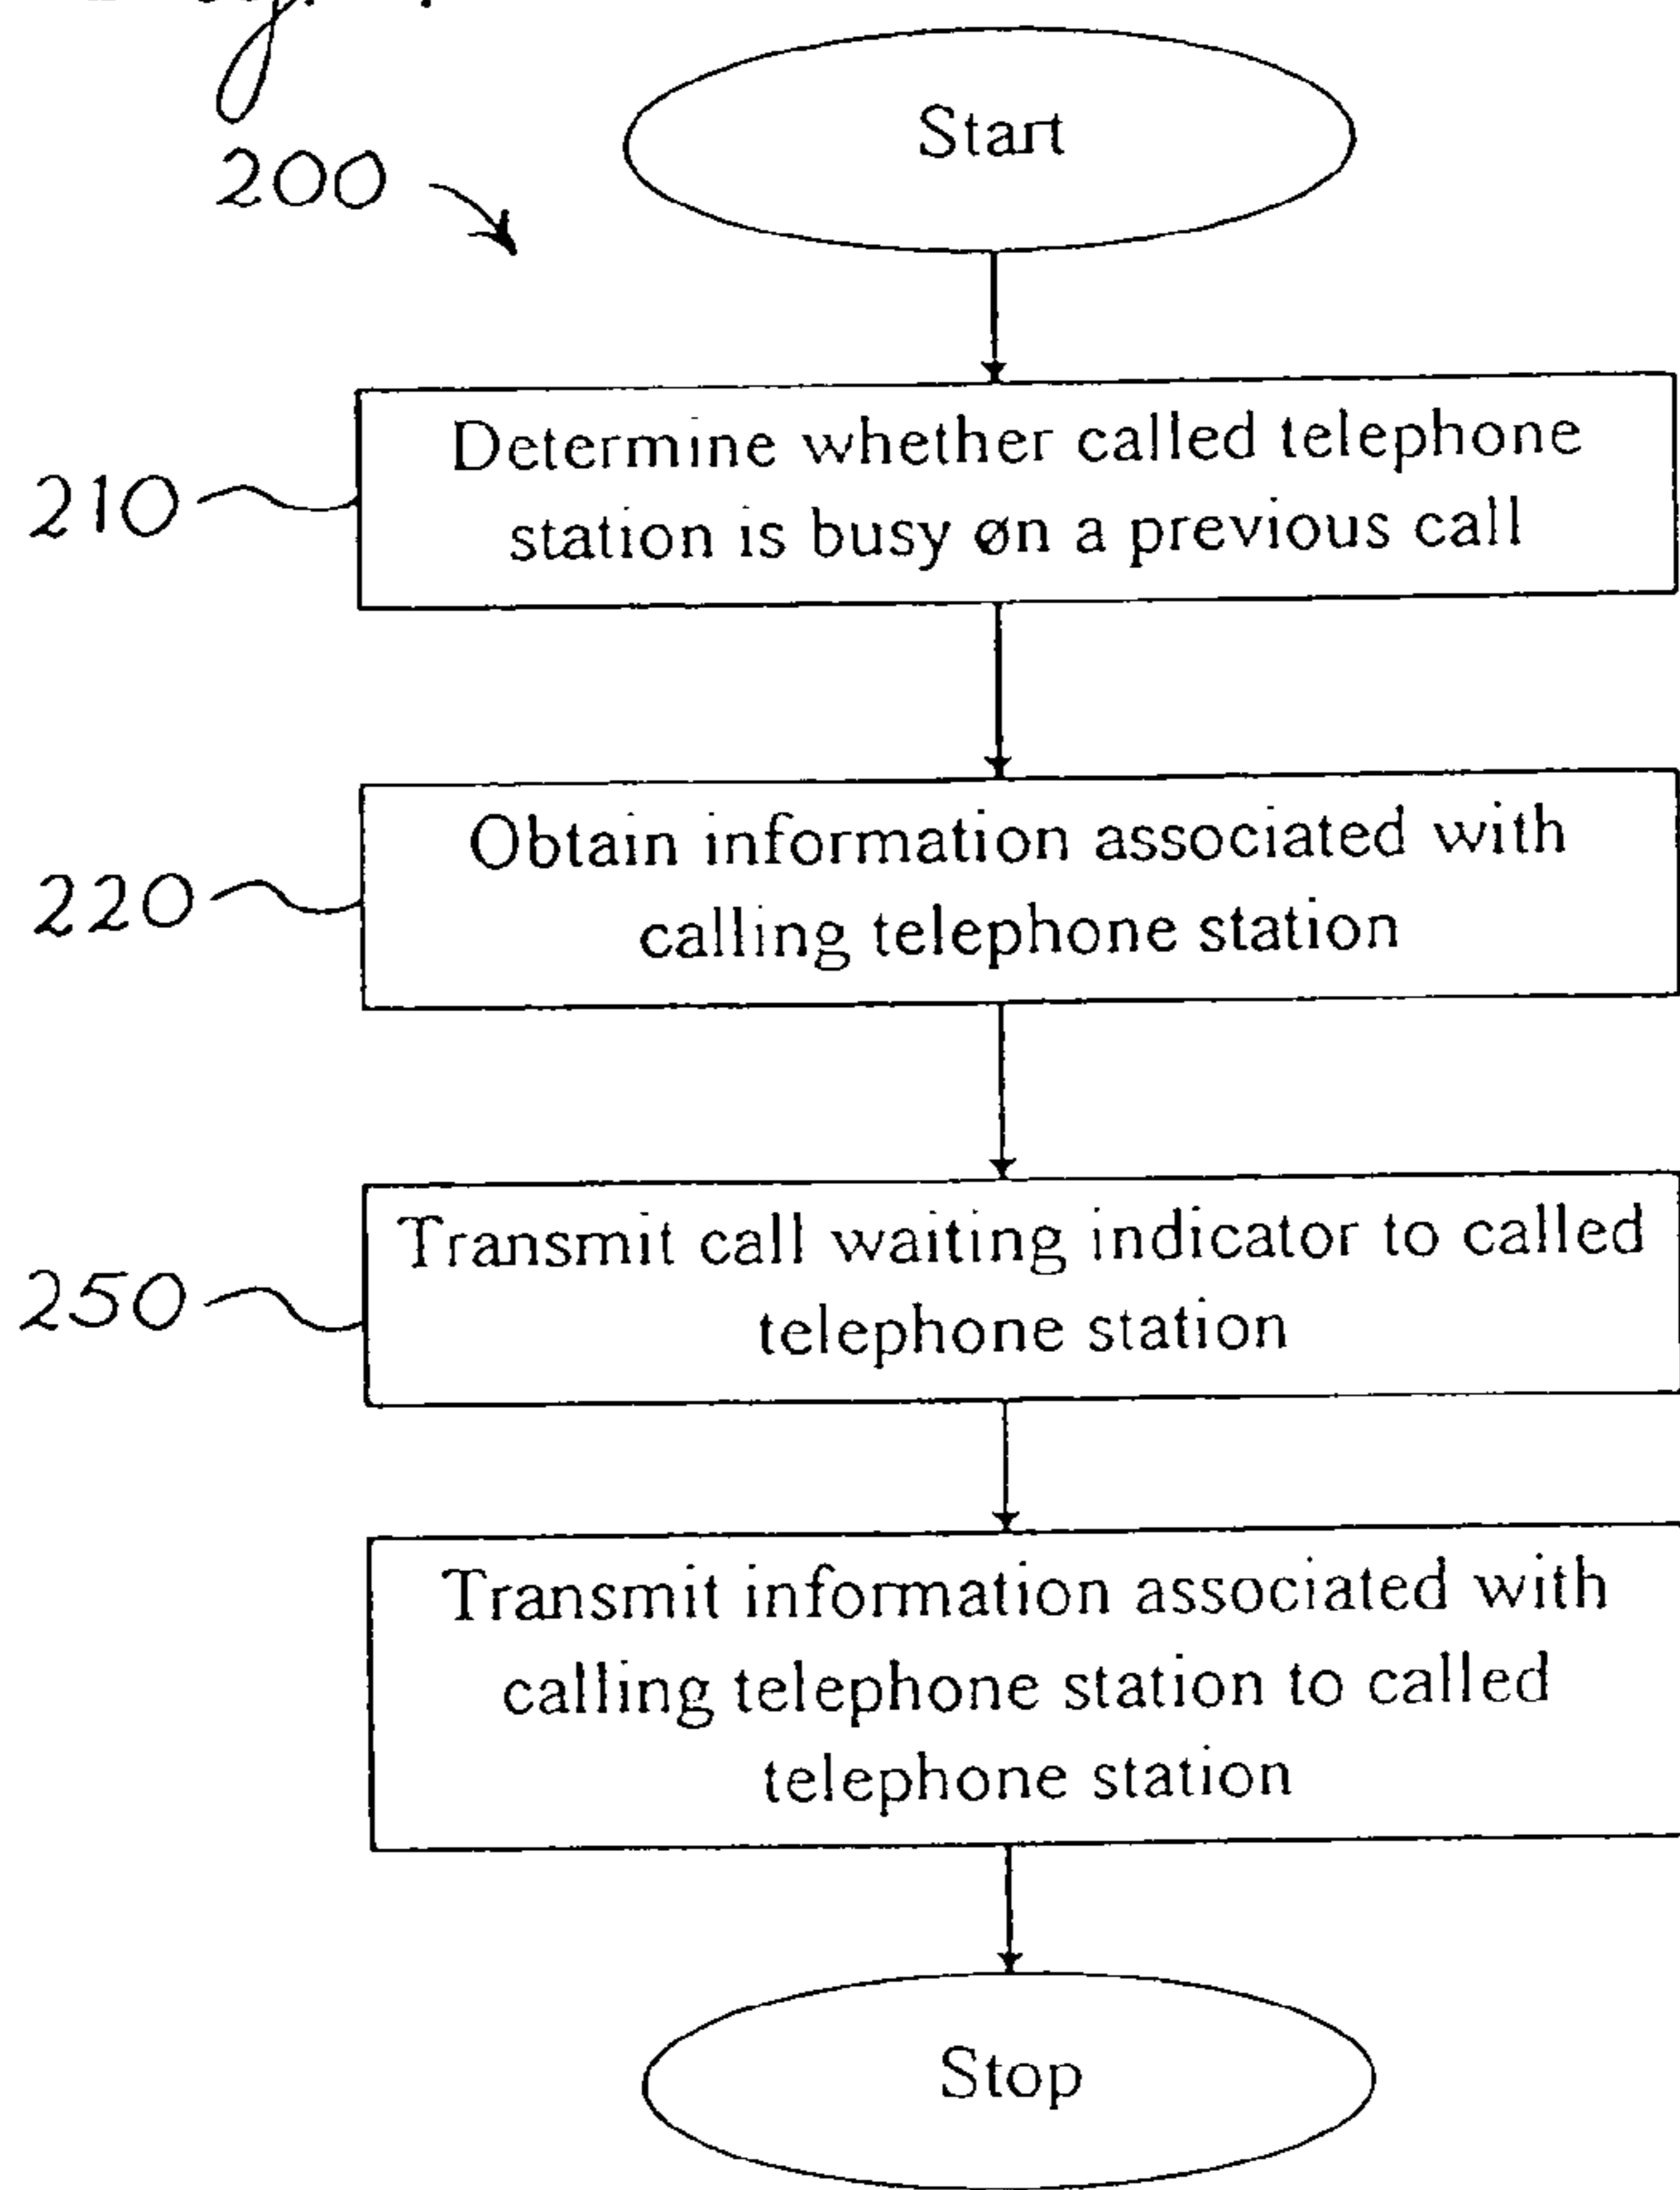 200
Start
210
Determine whether called telephone
station is busy øn a previous call
220
Obtain information associated with
calling telephone station
250
Transmit call waiting indicator to called
telephone station
Transmit information associated with
calling telephone station to called
telephone station
Stop